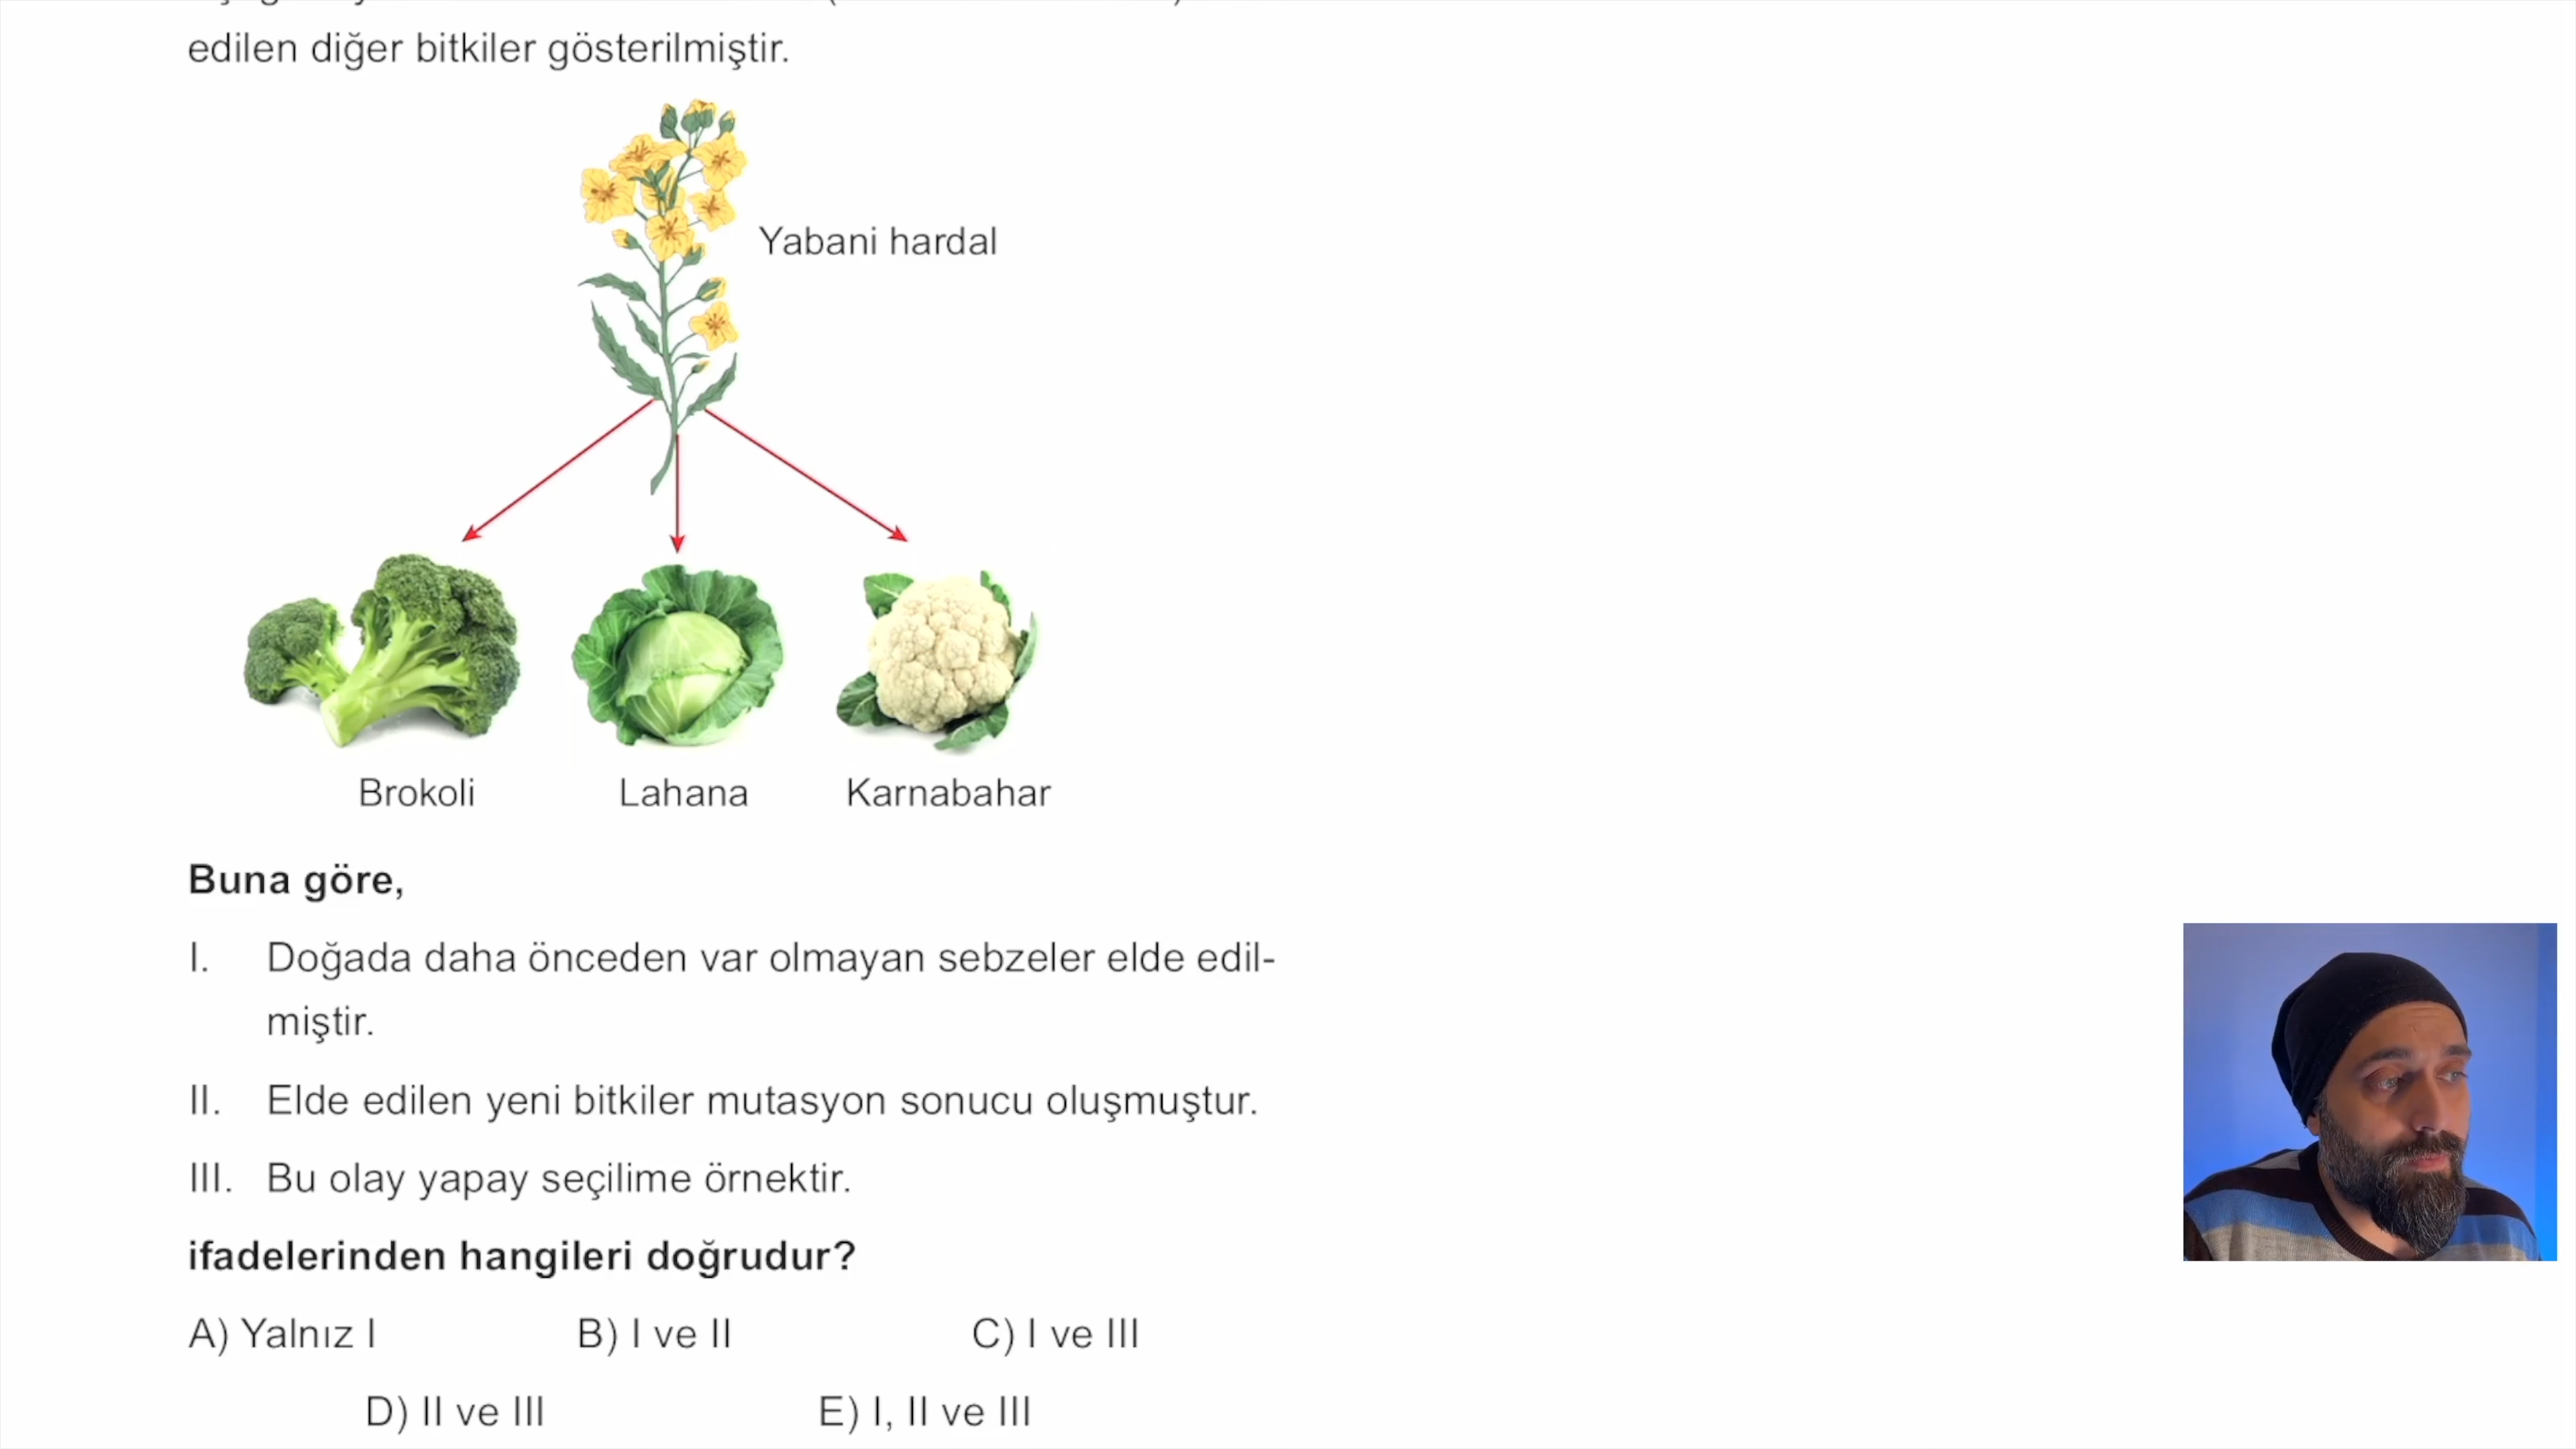 edilen diğer bitkiler gösterilmiştir.
Yabani hardal
Brokoli Lahana Karnabahar
Buna göre,
I. Doğada daha önceden var olmayan sebzeler elde edil-
miştir.
II. Elde edilen yeni bitkiler mutasyon sonucu oluşmuştur.
III. Bu olay yapay seçilime örnektir.
ifadelerinden hangileri doğrudur?
A) Yalnız I B) I ve II C) I ve III
D) II ve III E) I, II ve III